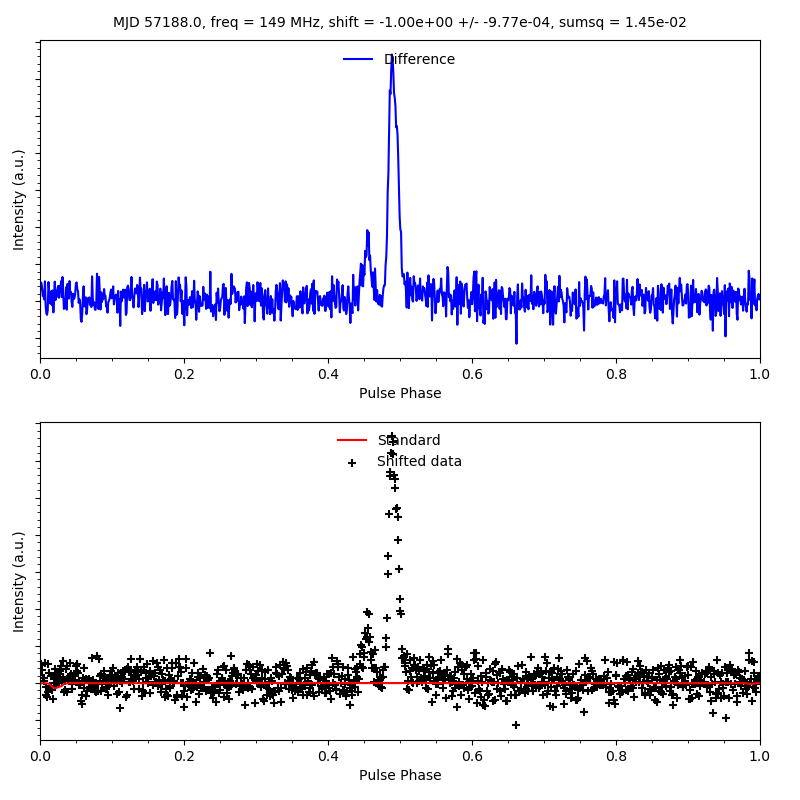 MJD 57188.0, freq = 149 MHz, shift = -1.00e+00 +/- -9.77e-04, sumsq = 1.45e-02
Difference
Intensity (a.u.)
0.0 0.2 0.4 0.6 0.8 1.0
Pulse Phase
Standard
Shifted data
Intensity (a.u.)
0.0 0.2 0.4 0.6 0.8 1.0
Pulse Phase